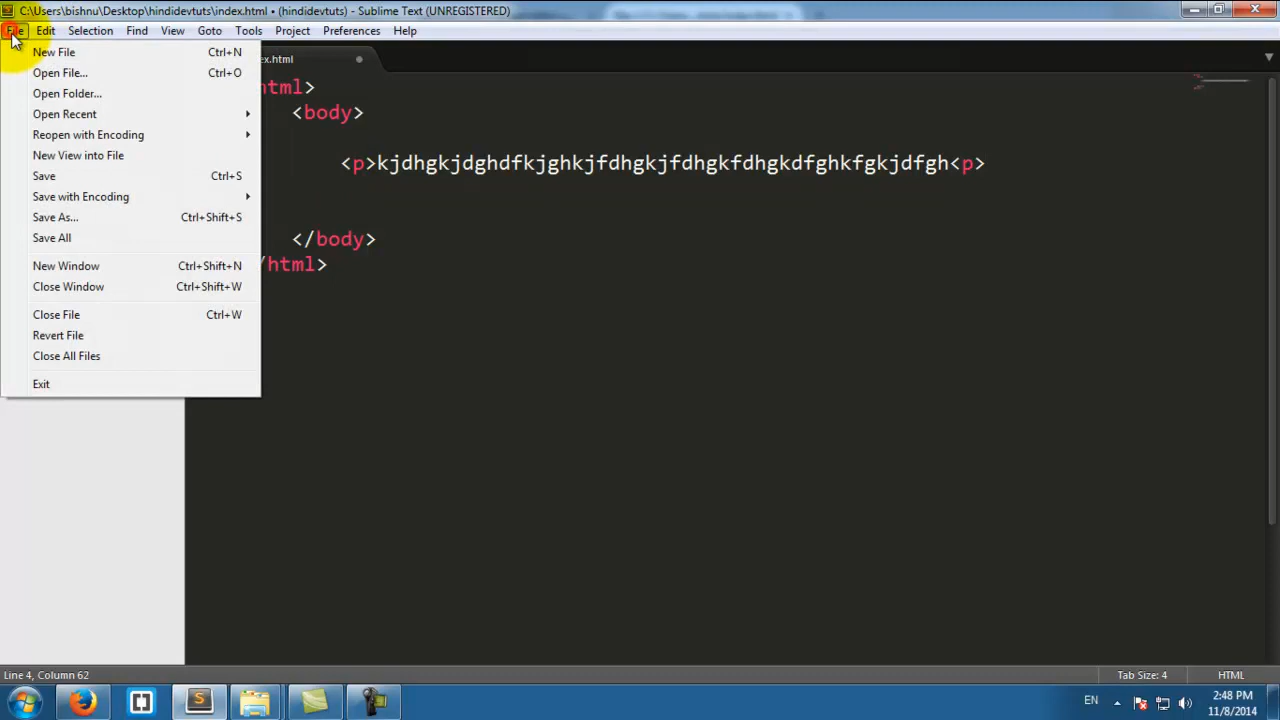 C:\Users\bishnu\Desktop\hindidevtuts\index.html • (hindidevtuts) - Sublime Text (UNREGISTERED)
File Edit Selection Find View Goto Tools Project Preferences Help
New File Ctrl+N
Open File... Ctrl+O
Open Folder...
Open Recent
Reopen with Encoding
New View into File
Save Ctrl+S
Save with Encoding
Save As... Ctrl+Shift+S
Save All
New Window Ctrl+Shift+N
Close Window Ctrl+Shift+W
Close File Ctrl+W
Revert File
Close All Files
Exit
ex.html
html>
<body>
<p>kjdhgkjdghdfkjghkjfdhgkjfdhgkfdhgkdfghkfgkjdfgh<p>
</body>
/html>
Line 4, Column 62
Tab Size: 4 HTML
EN
2:48 PM
11/8/2014